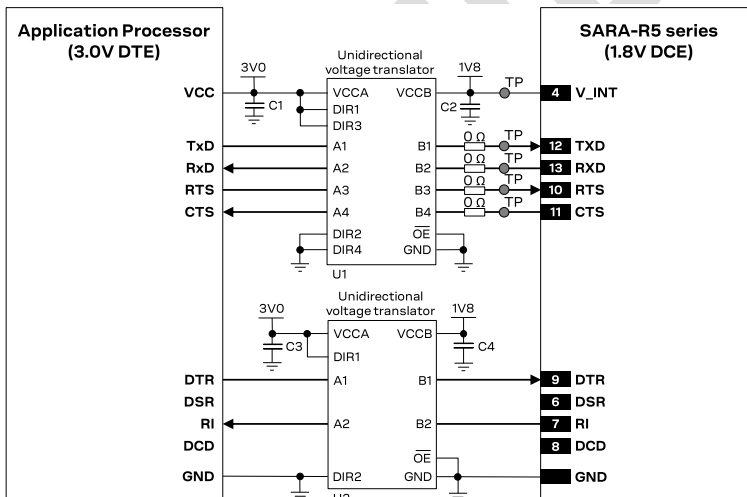 Application Processor
(3.0V DTE)
SARA-R5 series
(1.8V DCE)
Unidirectional
voltage translator
3V0
1V8
TP
VCC
VCCA
VCCB
4 V_INT
C1
C2
DIR1
DIR3
0 Ω TP
TxD
A1
B1
12 TXD
0 Ω TP
RxD
A2
B2
13 RXD
0 Ω TP
RTS
A3
B3
10 RTS
0 Ω TP
CTS
A4
B4
11 CTS
DIR2
OE
DIR4
GND
U1
Unidirectional
voltage translator
3V0
1V8
VCCA
VCCB
C3
C4
DIR1
DTR
A1
B1
9 DTR
DSR
6 DSR
RI
A2
B2
7 RI
DCD
8 DCD
OE
GND
DIR2
GND
GND